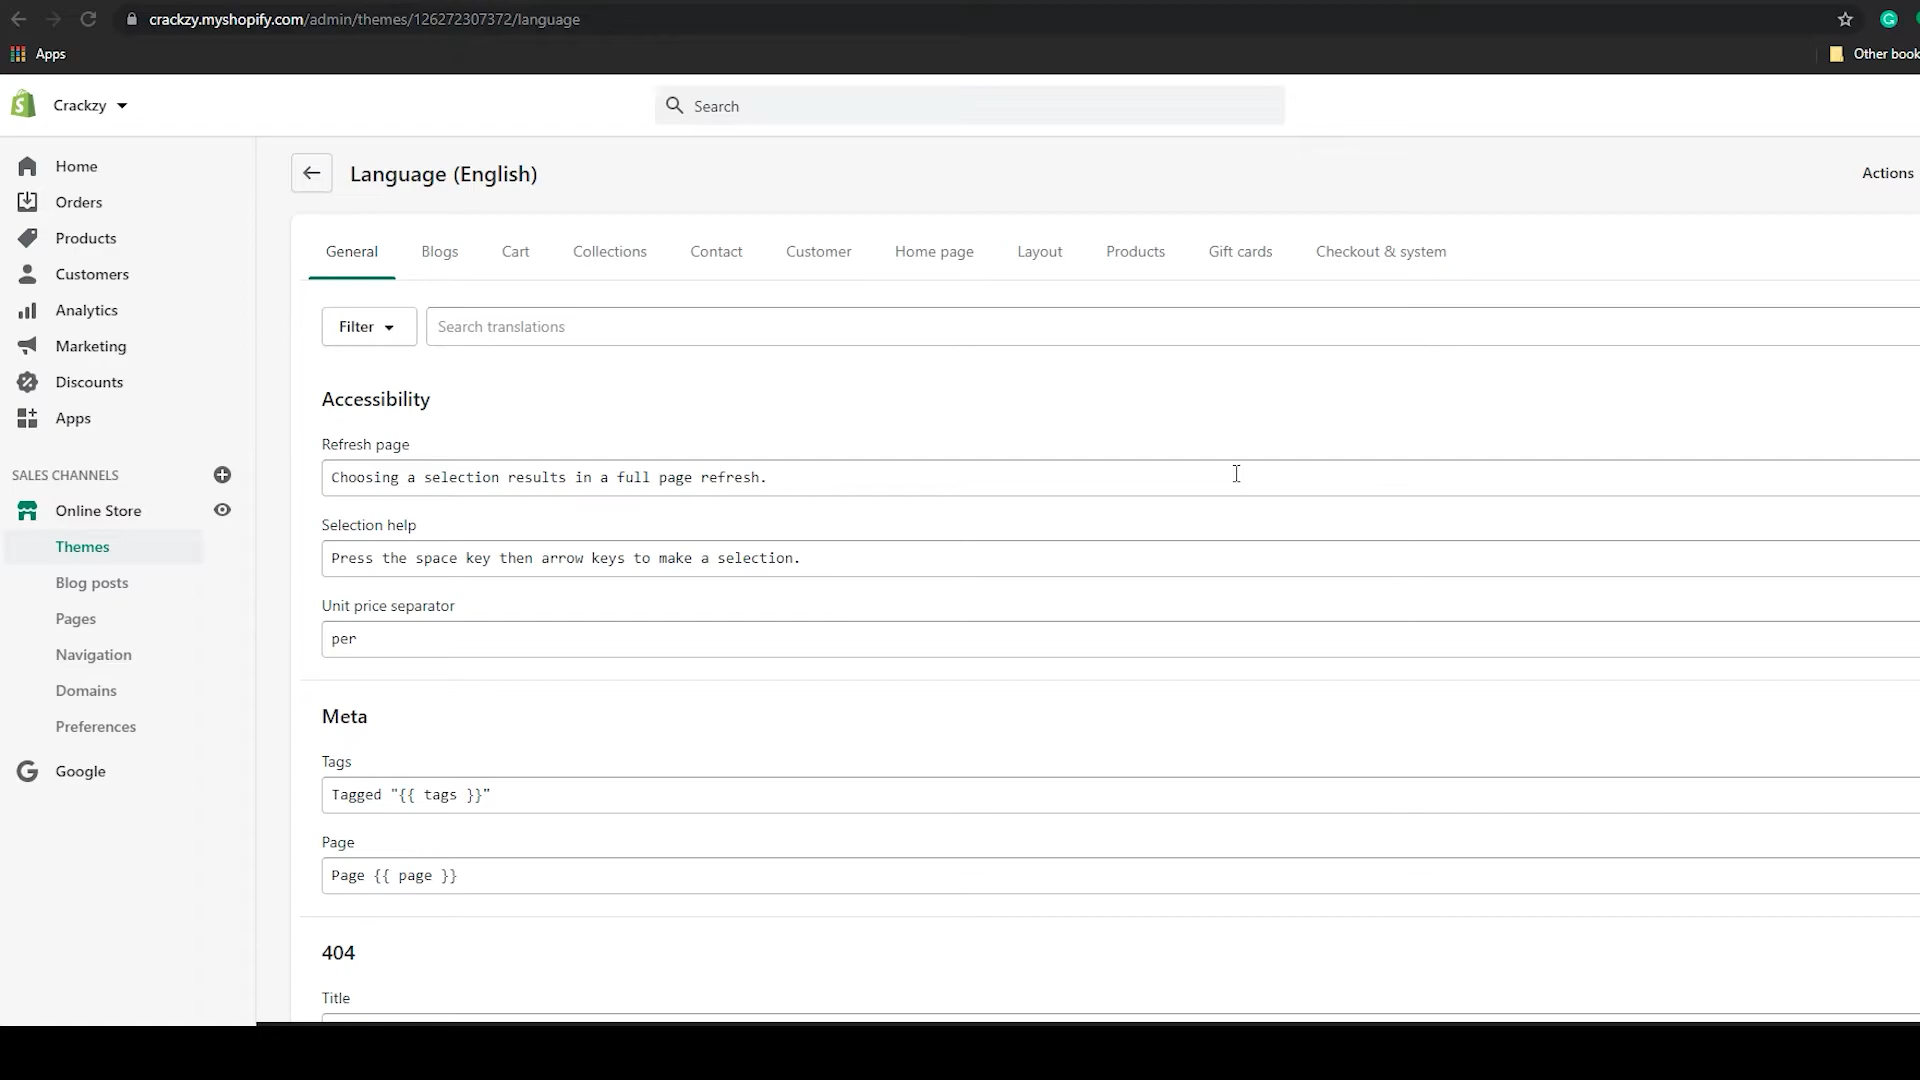 crackzy.myshopify.com/admin/themes/126272307372/language
Apps
Other book
Crackzy
Search
Home
Orders
Products
Customers
Analytics
Marketing
Discounts
Apps
SALES CHANNELS
Online Store
Themes
Blog posts
Pages
Navigation
Domains
Preferences
Google
Language (English)
Actions
General Blogs Cart Collections Contact Customer Home page Layout Products Gift cards Checkout & system
Filter
Search translations
Accessibility
Refresh page
Choosing a selection results in a full page refresh.
Selection help
Press the space key then arrow keys to make a selection.
Unit price separator
per
Meta
Tags
Tagged "{{ tags }}"
Page
Page {{ page }}
404
Title